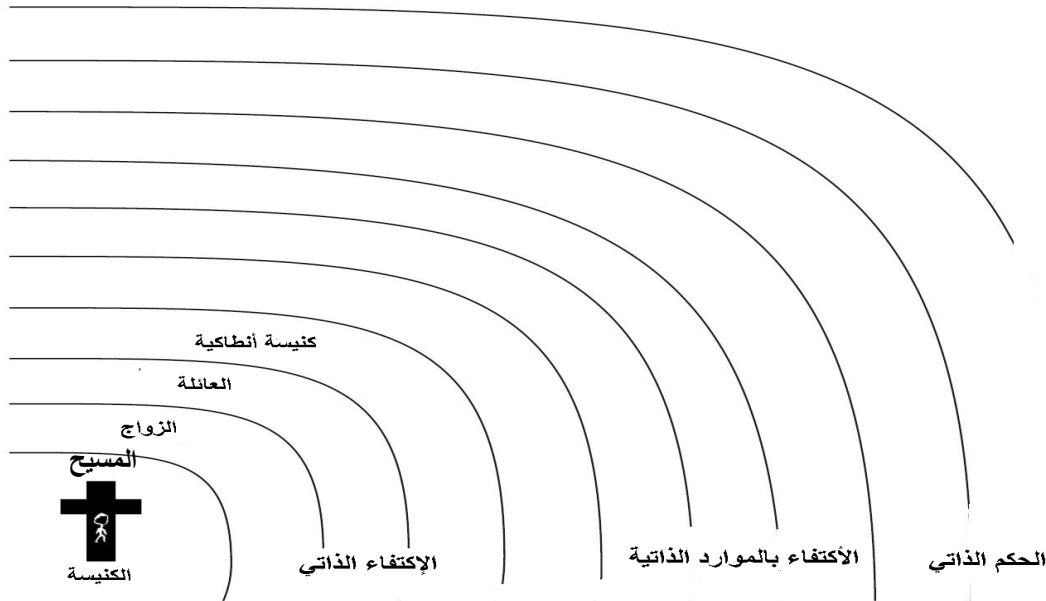 كنيسة أنطاكية
العائلة
الزواج
المسيح
الكنيسة
الإكتفاء الذاتي
الأكتفاء بالموارد الذاتية
الحكم الذاتي